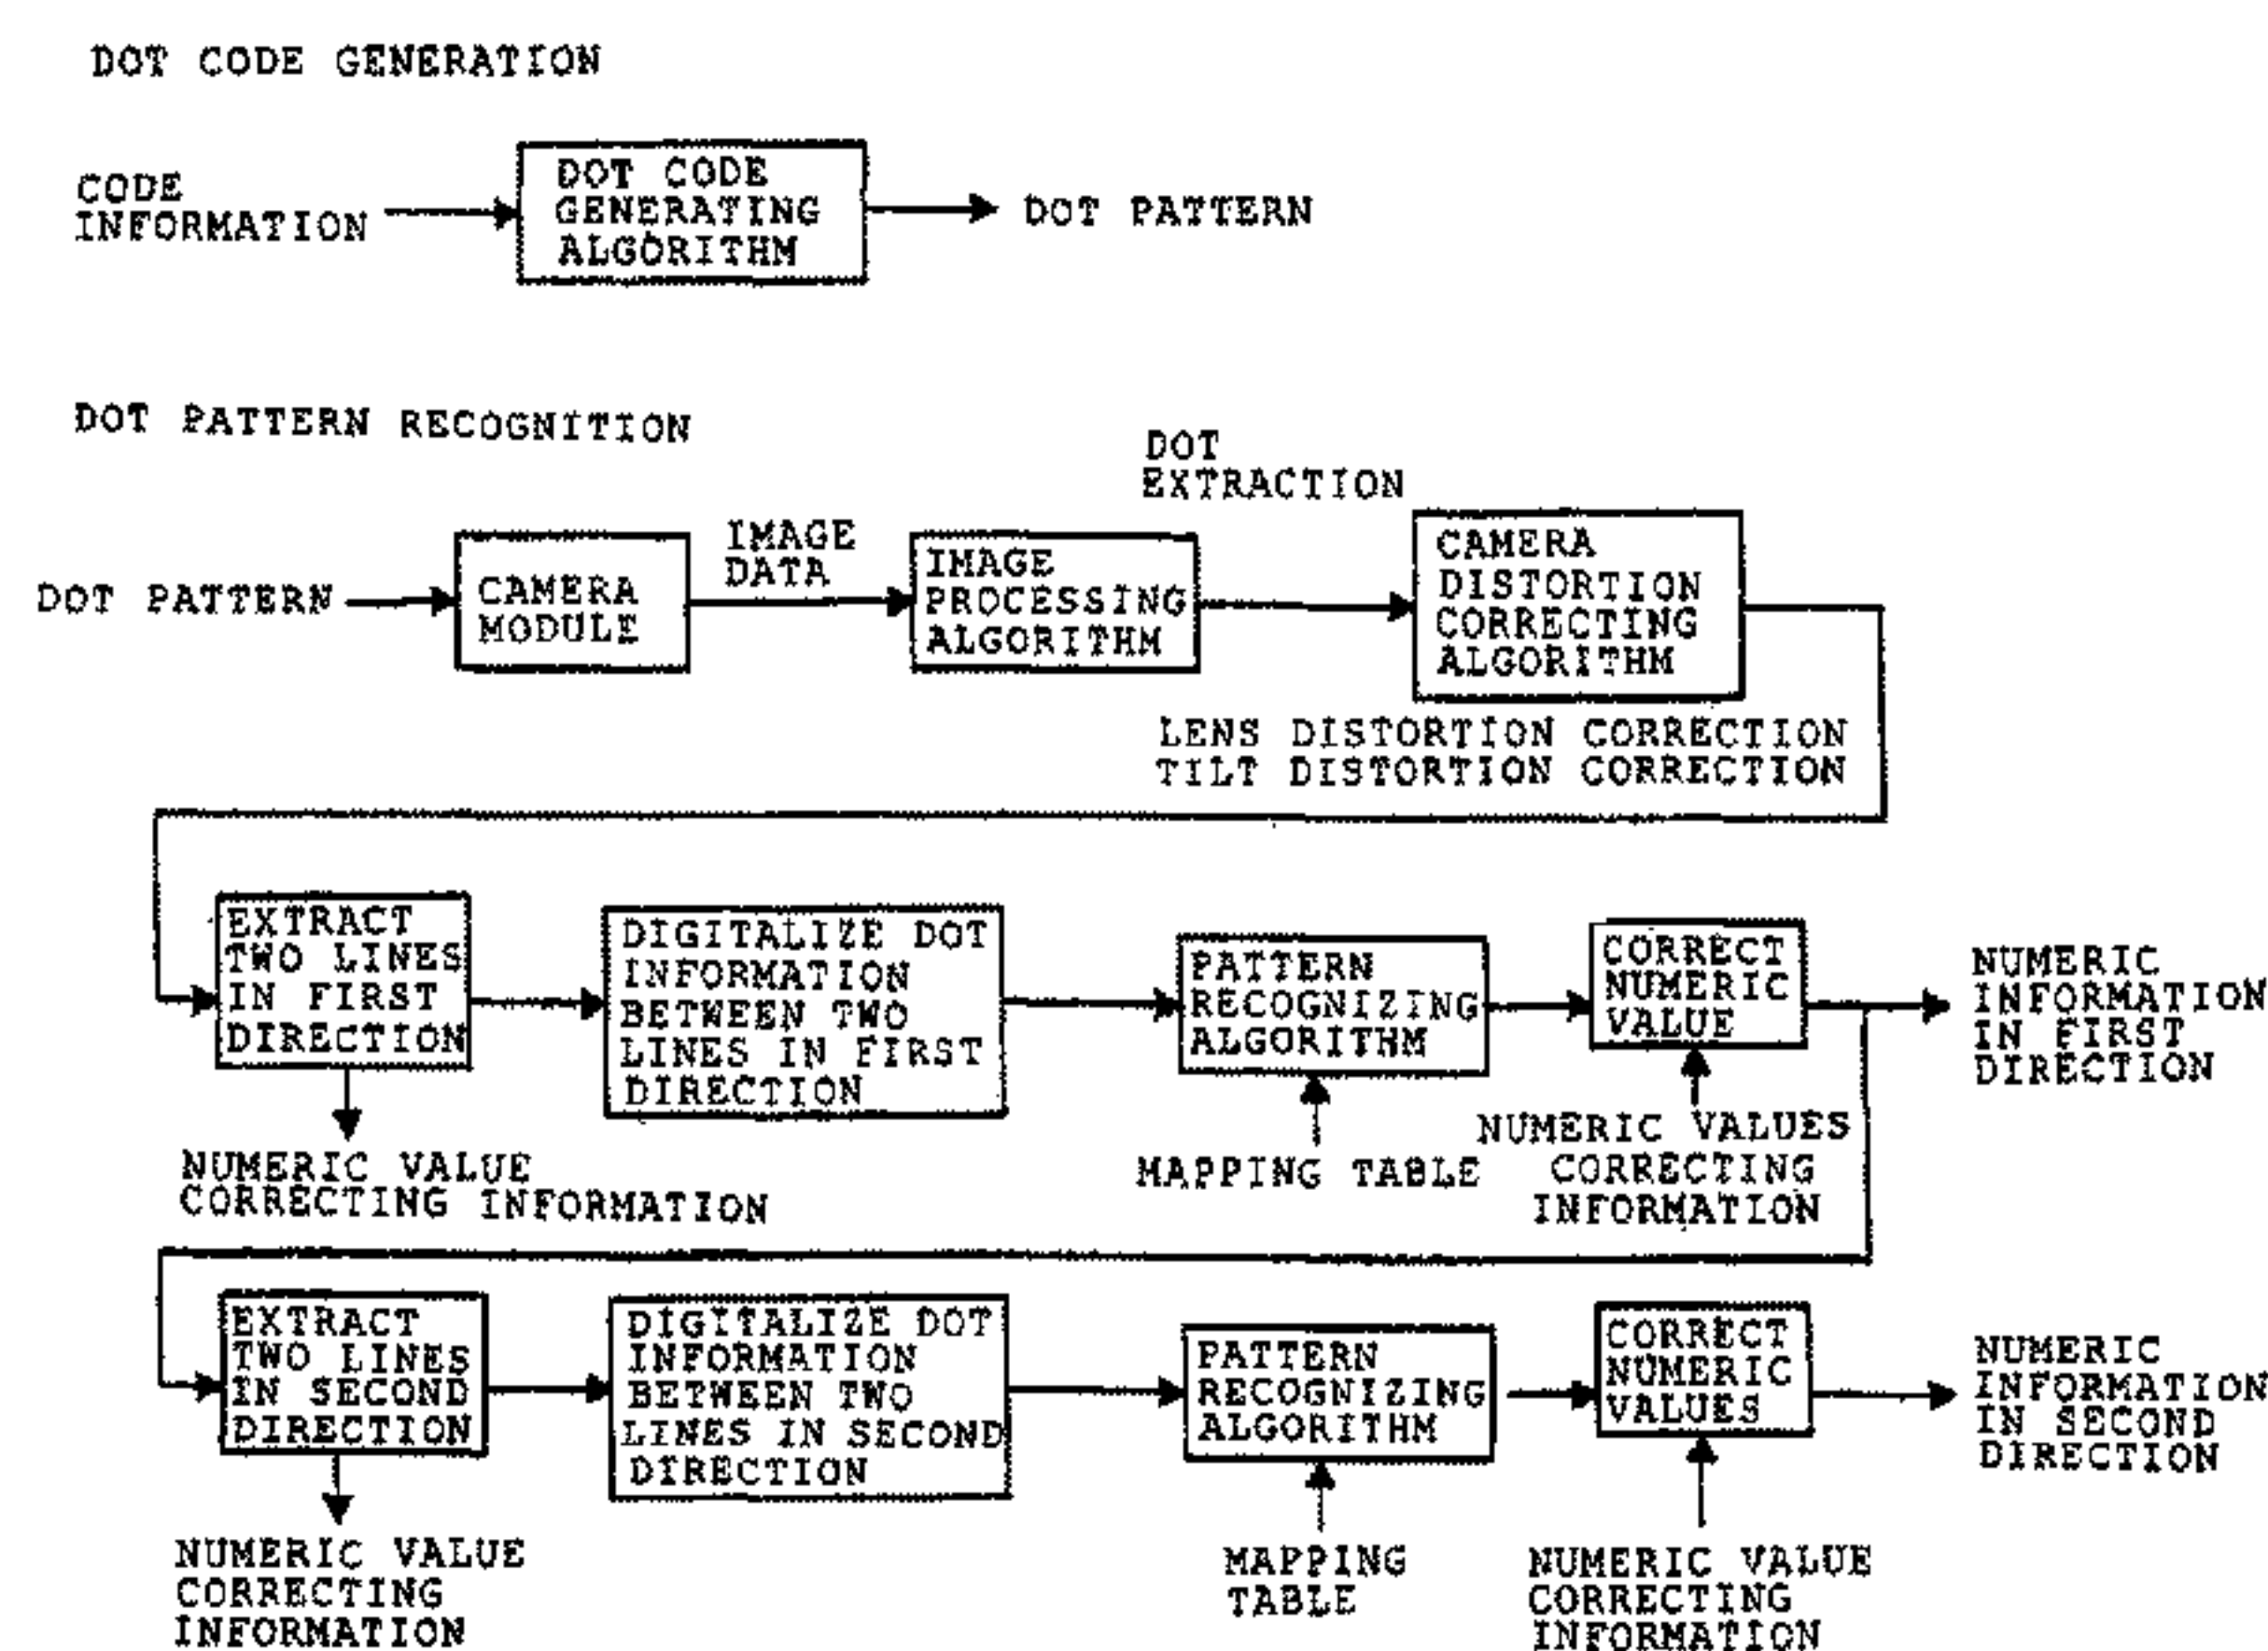 DOT CODE GENERATION
CODE
INFORMATION
DOT CODE
GENERATING
ALGORITHM
DOT PATTERN
DOT PATTERN RECOGNITION
DOT
EXTRACTION
DOT PATTERN
CAMERA
MODULE
IMAGE
DATA
IMAGE
PROCESSING
ALGORITHM
CAMERA
DISTORTION
CORRECTING
ALGORITHM
LENS DISTORTION CORRECTION
TILT DISTORTION CORRECTION
EXTRACT
TWO LINES
IN FIRST
DIRECTION
DIGITALIZE DOT
INFORMATION
BETWEEN TWO
LINES IN FIRST
DIRECTION
PATTERN
RECOGNIZING
ALGORITHM
CORRECT
NUMERIC
VALUE
NUMERIC
INFORMATION
IN FIRST
DIRECTION
NUMERIC VALUE
CORRECTING INFORMATION
MAPPING TABLE
NUMERIC VALUES
CORRECTING
INFORMATION
EXTRACT
TWO LINES
IN SECOND
DIRECTION
DIGITALIZE DOT
INFORMATION
BETWEEN TWO
LINES IN SECOND
DIRECTION
PATTERN
RECOGNIZING
ALGORITHM
CORRECT
NUMERIC
VALUES
NUMERIC
INFORMATION
IN SECOND
DIRECTION
NUMERIC VALUE
CORRECTING
INFORMATION
MAPPING
TABLE
NUMERIC VALUE
CORRECTING
INFORMATION